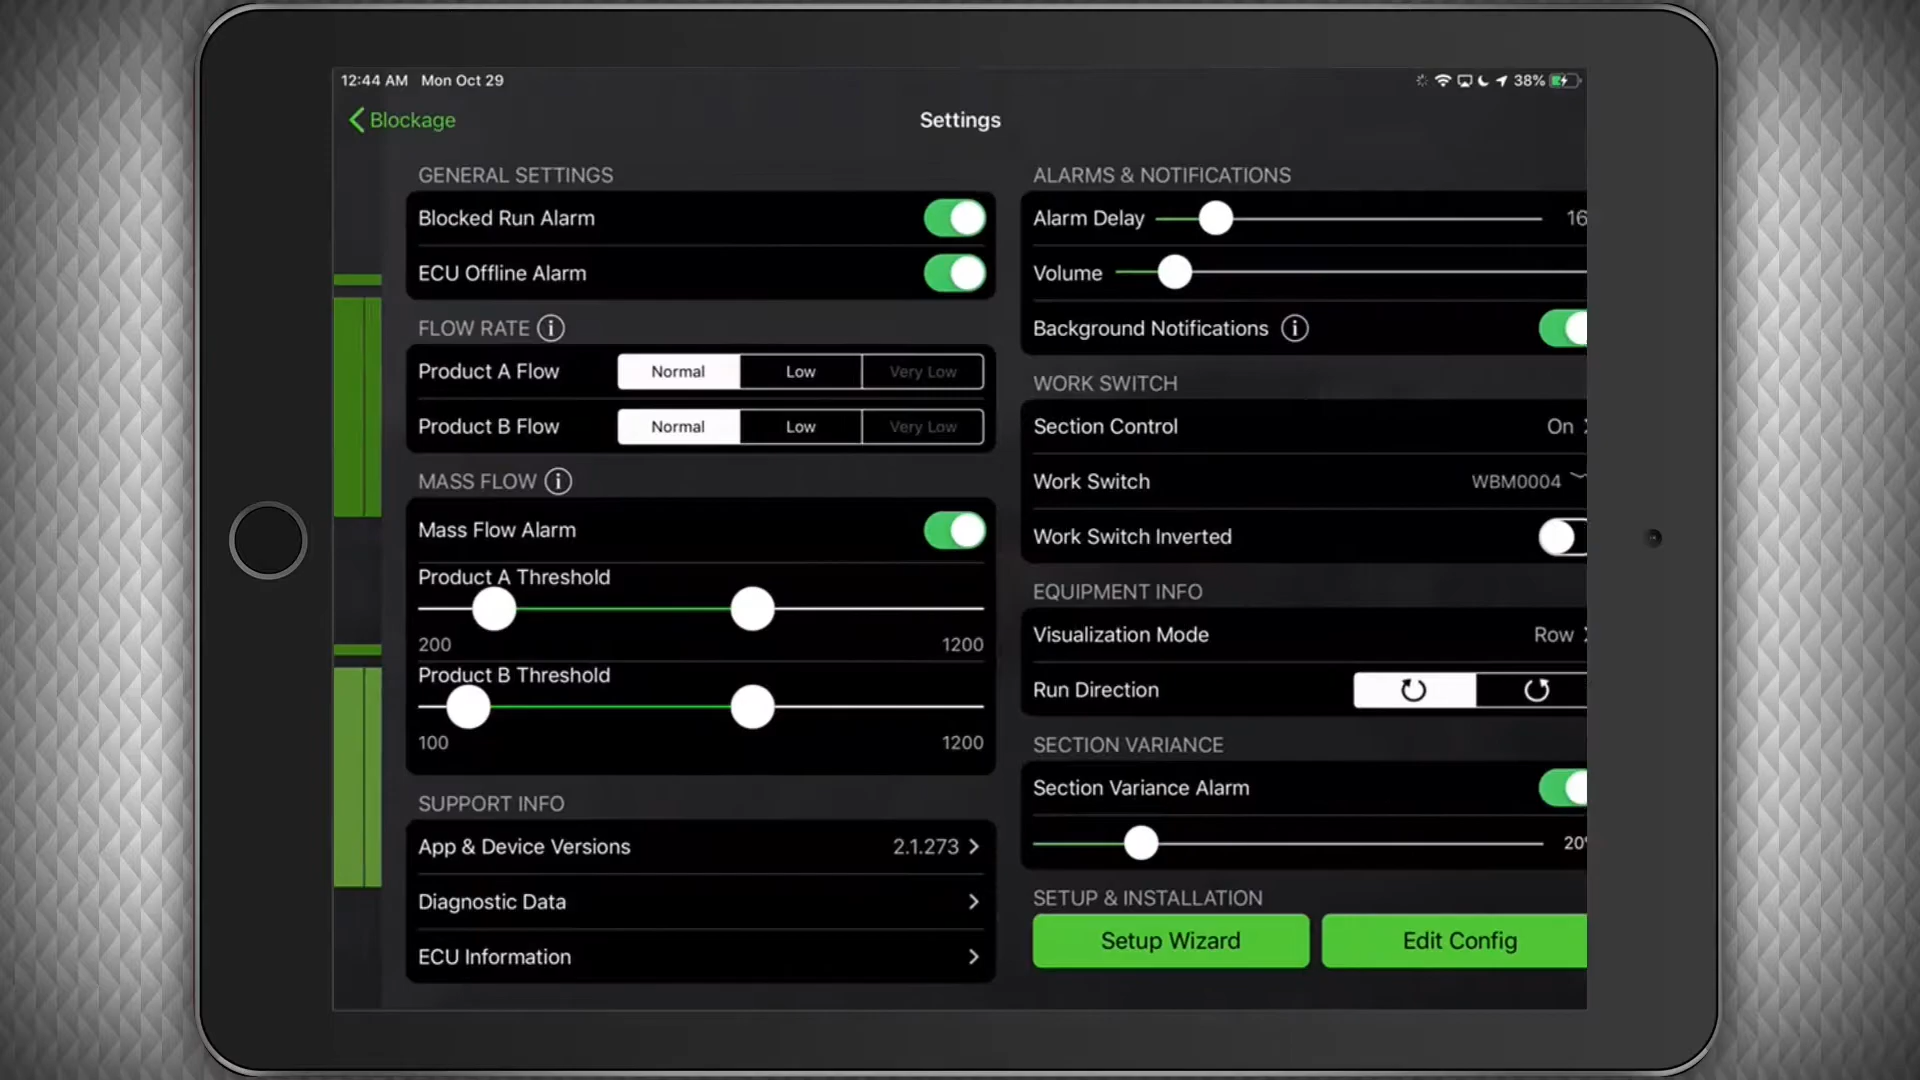 12:44 AM Mon Oct 29
38%
Blockage
Settings
GENERAL SETTINGS
Blocked Run Alarm
ECU Offline Alarm
FLOW RATE
Product A Flow Normal Low Very Low
Product B Flow Normal Low Very Low
MASS FLOW
Mass Flow Alarm
Product A Threshold
200 1200
Product B Threshold
100 1200
SUPPORT INFO
App & Device Versions 2.1.273
Diagnostic Data
ECU Information
ALARMS & NOTIFICATIONS
Alarm Delay 16
Volume
Background Notifications
WORK SWITCH
Section Control On
Work Switch WBM0004
Work Switch Inverted
EQUIPMENT INFO
Visualization Mode Row
Run Direction
SECTION VARIANCE
Section Variance Alarm
20
SETUP & INSTALLATION
Setup Wizard Edit Config